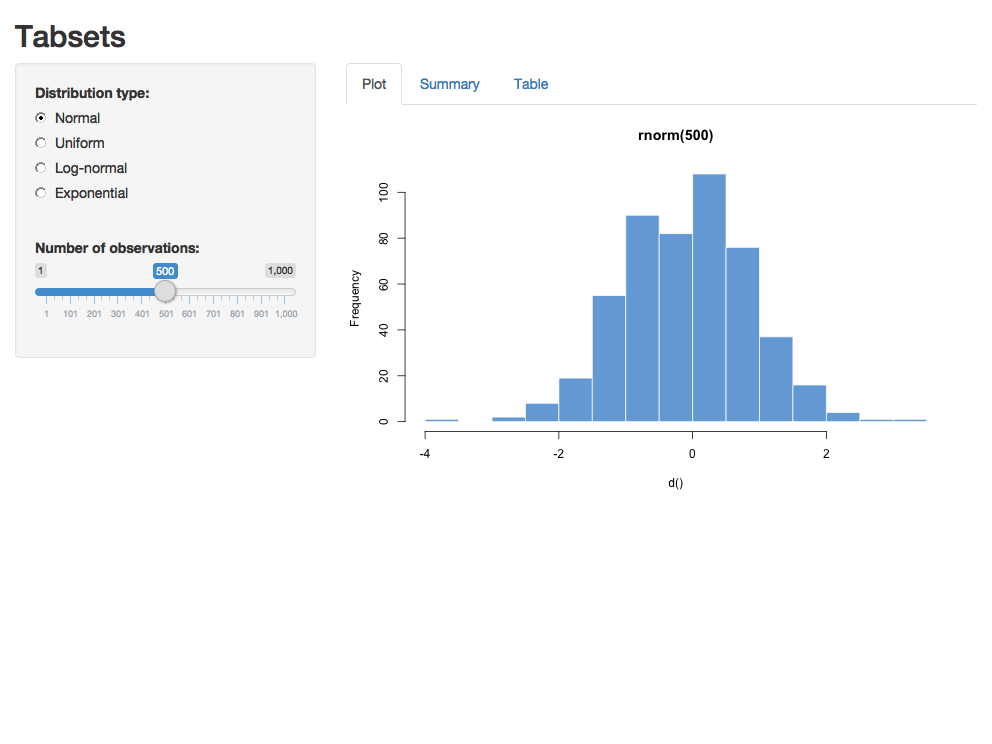 Tabsets
Distribution type:
Normal
Uniform
Log-normal
Exponential
Number of observations:
1 500 1,000
1 101 201 301 401 501 601 701 801 901 1,000
Plot Summary Table
rnorm(500)
Frequency
100
80
60
40
20
0
-4 -2 0 2
d()